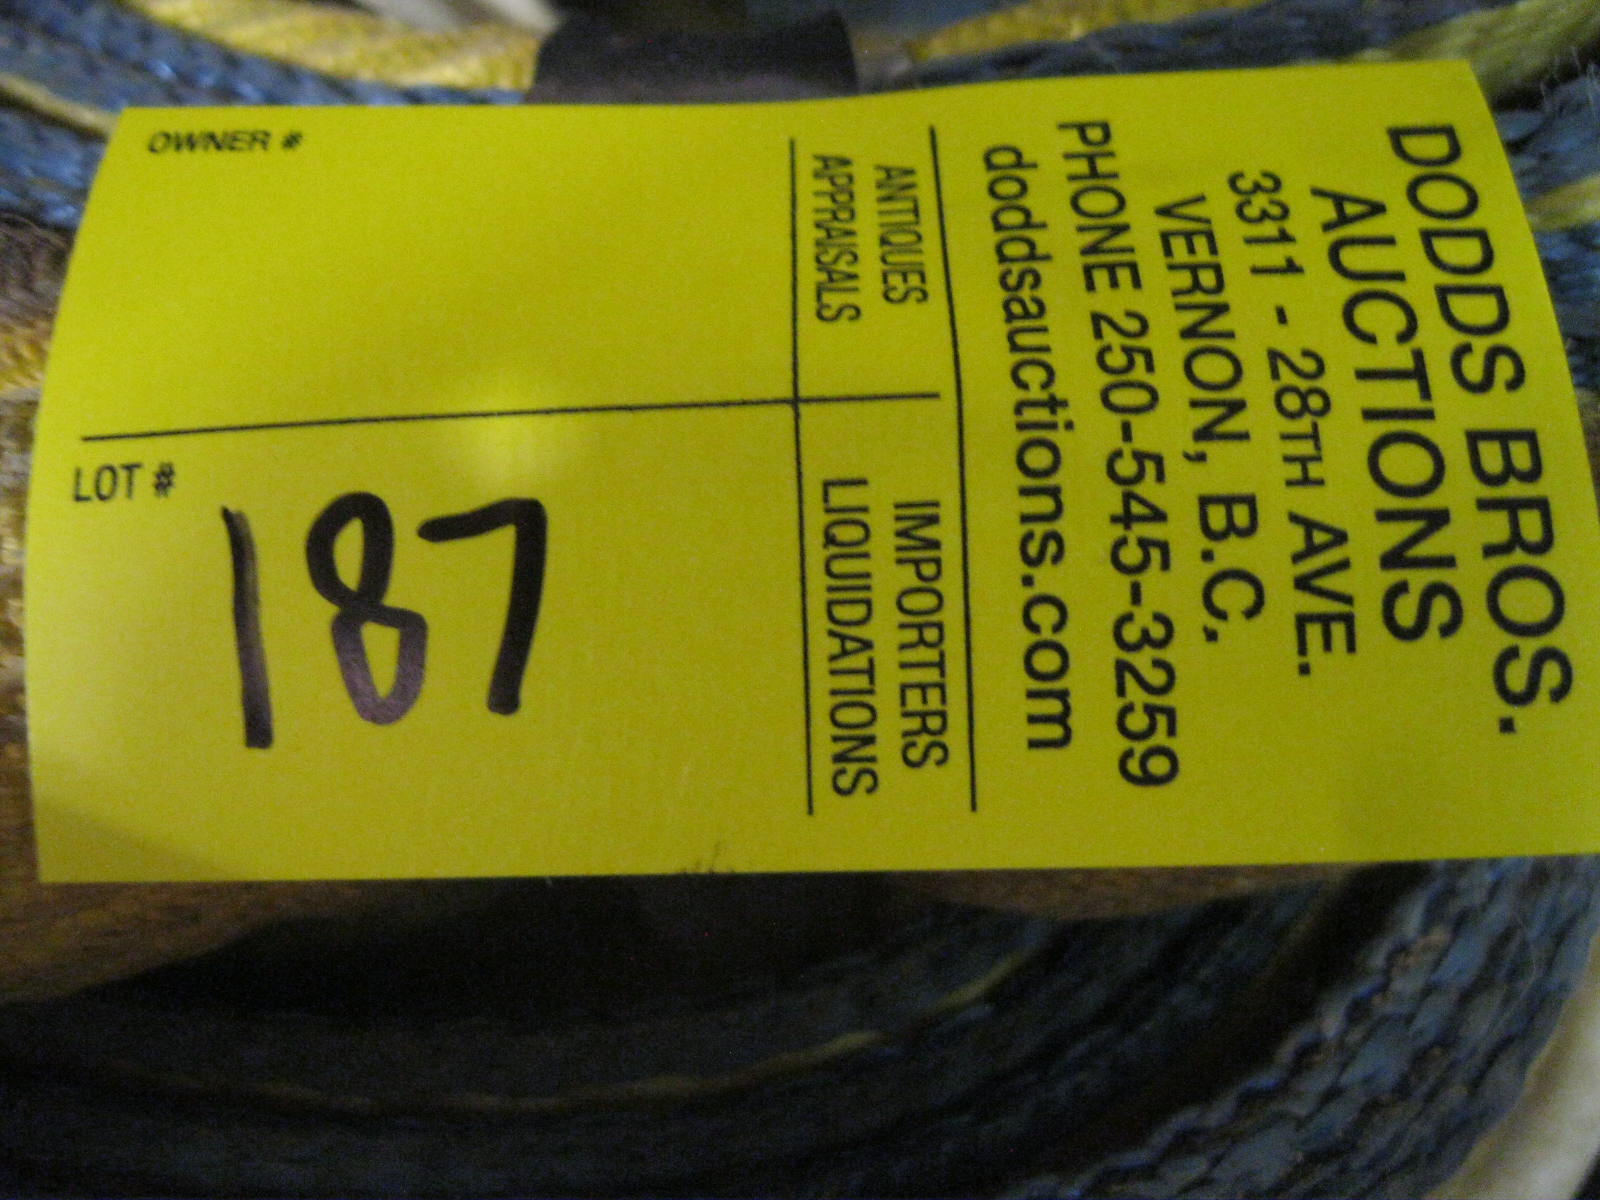 DODDS BROS.
AUCTIONS
3311 - 28TH AVE.
VERNON, B.C.
PHONE 250-545-3259
doddsauctions.com
ANTIQUES
APPRAISALS
IMPORTERS
LIQUIDATIONS
OWNER #
LOT #
187